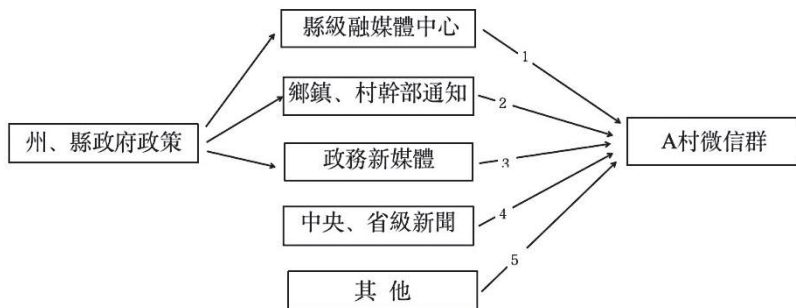 縣級融媒體中心
1
鄉鎮、村幹部通知
2
州、縣政府政策
A村微信群
政務新媒體
3
中央、省級新聞
4
其 他
5